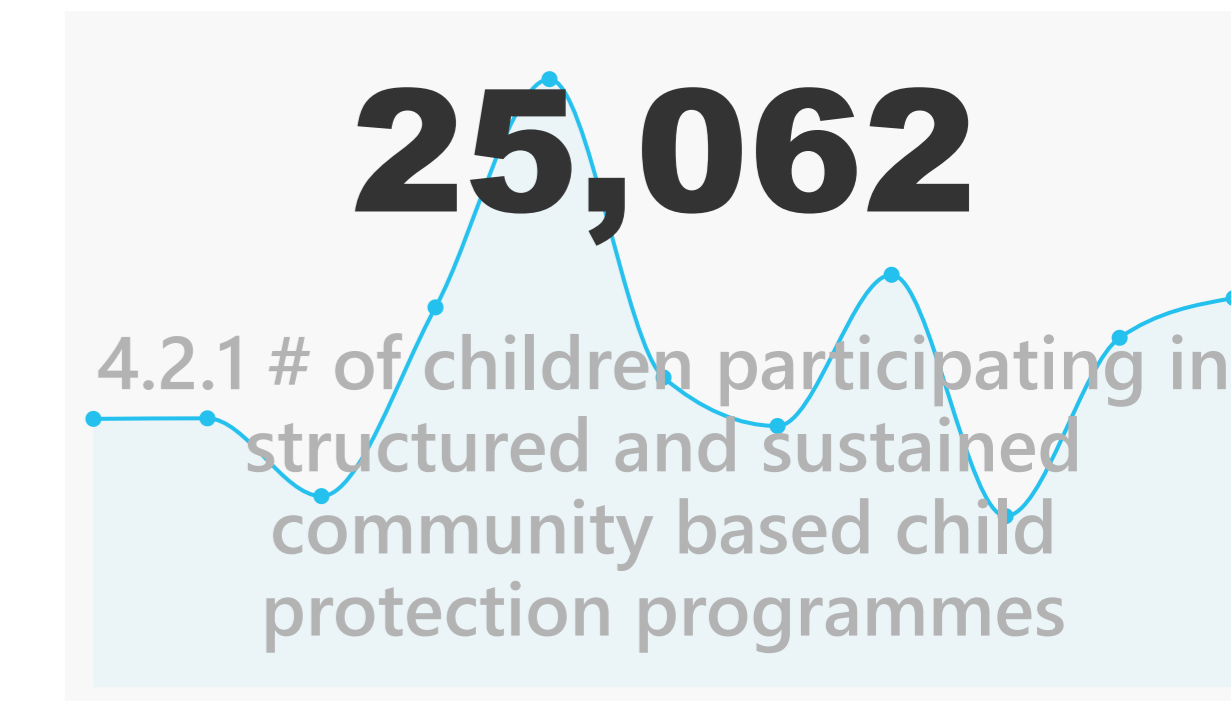 25,062
4.2.1 # of children participating in
structured and sustained
community based child
protection programmes